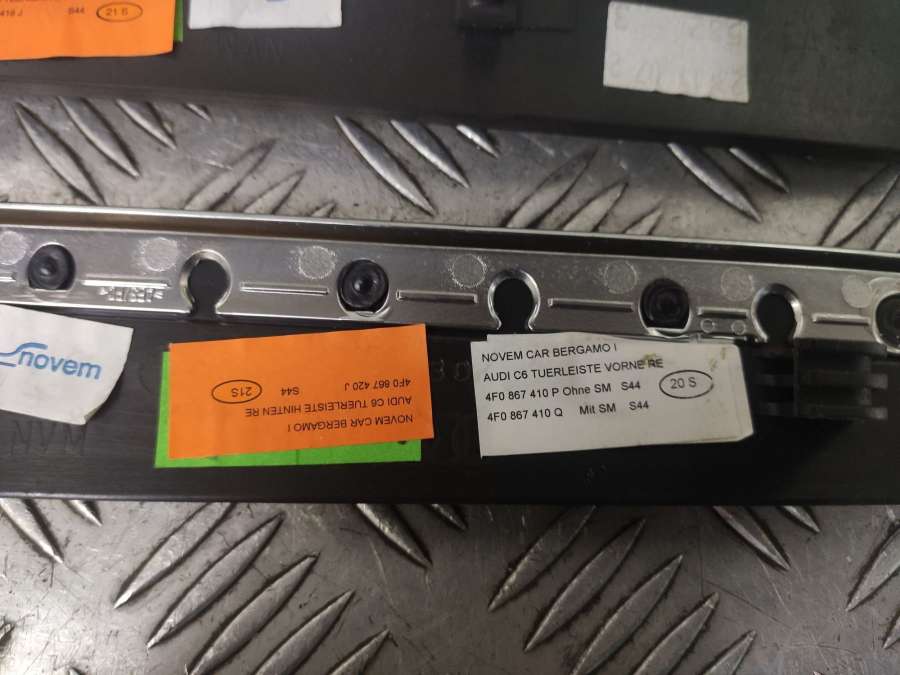 418 J S44 21 S
novem
NOVEM CAR BERGAMO I
AUDI C6 TUERLEISTE HINTEN RE
4F0 867 420 J S44 21S
NOVEM CAR BERGAMO I
AUDI C6 TUERLEISTE VORNE RE
4F0 867 410 P Ohne SM S44
4F0 867 410 Q Mit SM S44
20 S